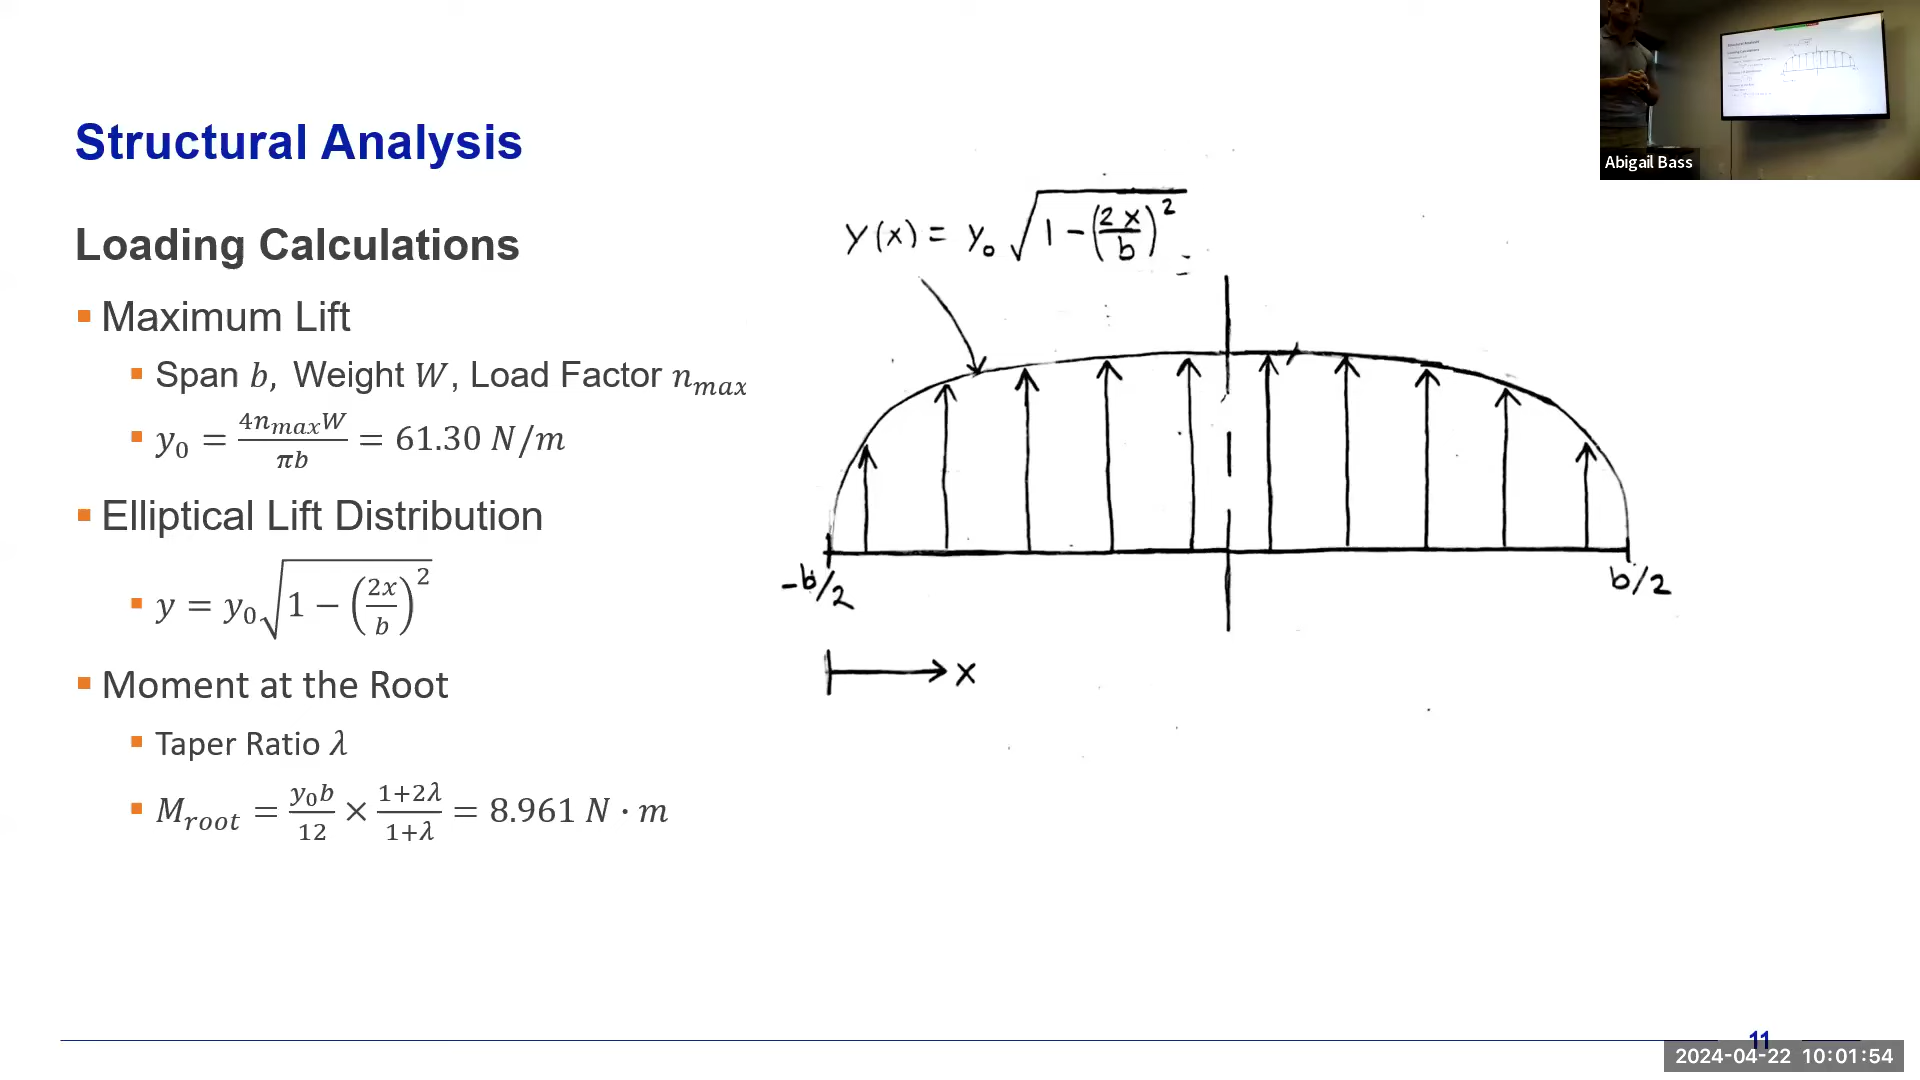 Structural Analysis
Loading Calculations
Maximum Lift
Span b, Weight W, Load Factor n_max
y_0 = 4n_maxW/πb = 61.30 N/m
Elliptical Lift Distribution
y = y_0√(1 − (2x/b)^2)
Moment at the Root
Taper Ratio λ
M_root = y_0b/12 × (1+2λ)/(1+λ) = 8.961 N · m
y(x) = y_0 √(1 − (2x/b)^2)
-b/2
b/2
x
Abigail Bass
11
2024-04-22 10:01:54